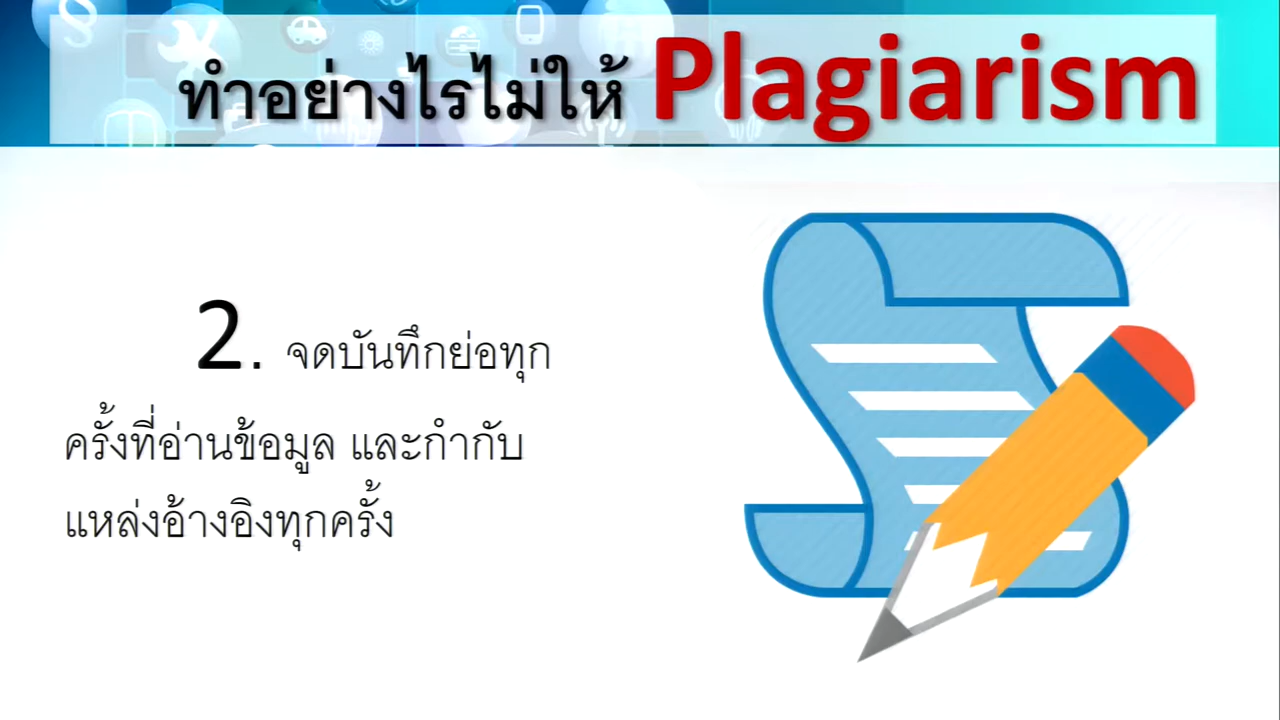 ทำอย่างไรไม่ให้ Plagiarism
2. จดบันทึกย่อทุก
ครั้งที่อ่านข้อมูล และกำกับ
แหล่งอ้างอิงทุกครั้ง